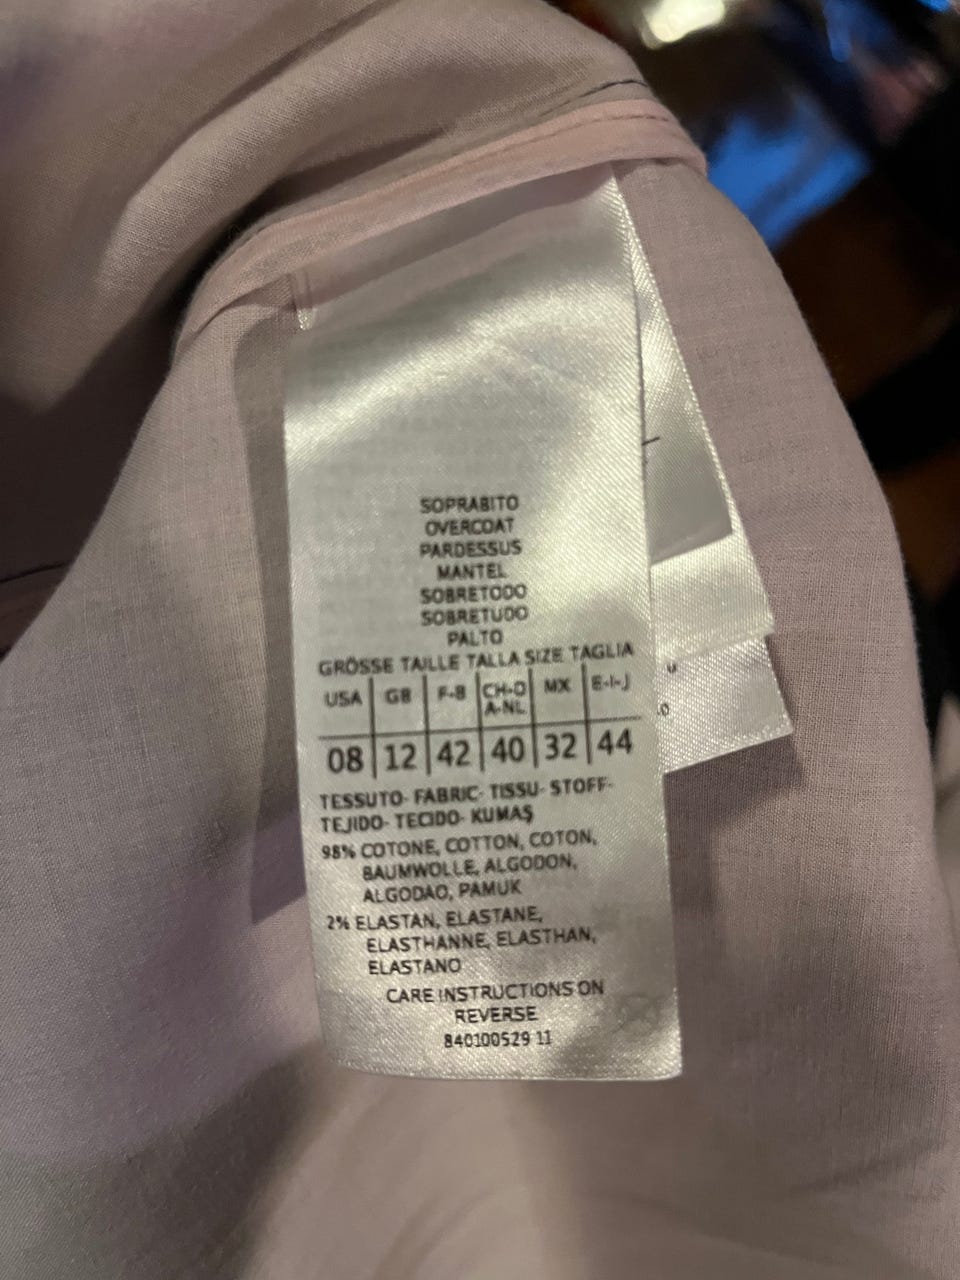 SOPRABITO
OVERCOAT
PARDESSUS
MANTEL
SOBRETODO
SOBRETUDO
PALTO
GRÖSSE TAILLE TALLA SIZE TAGLIA
USA GB F-B CH-D A-NL MX E-I-J
08 12 42 40 32 44
TESSUTO- FABRIC- TISSU- STOFF-
TEJIDO- TECIDO- KUMAŞ
98% COTONE, COTTON, COTON,
BAUMWOLLE, ALGODON,
ALGODAO, PAMUK
2% ELASTAN, ELASTANE,
ELASTHANNE, ELASTHAN,
ELASTANO
CARE INSTRUCTIONS ON
REVERSE
840100529 11